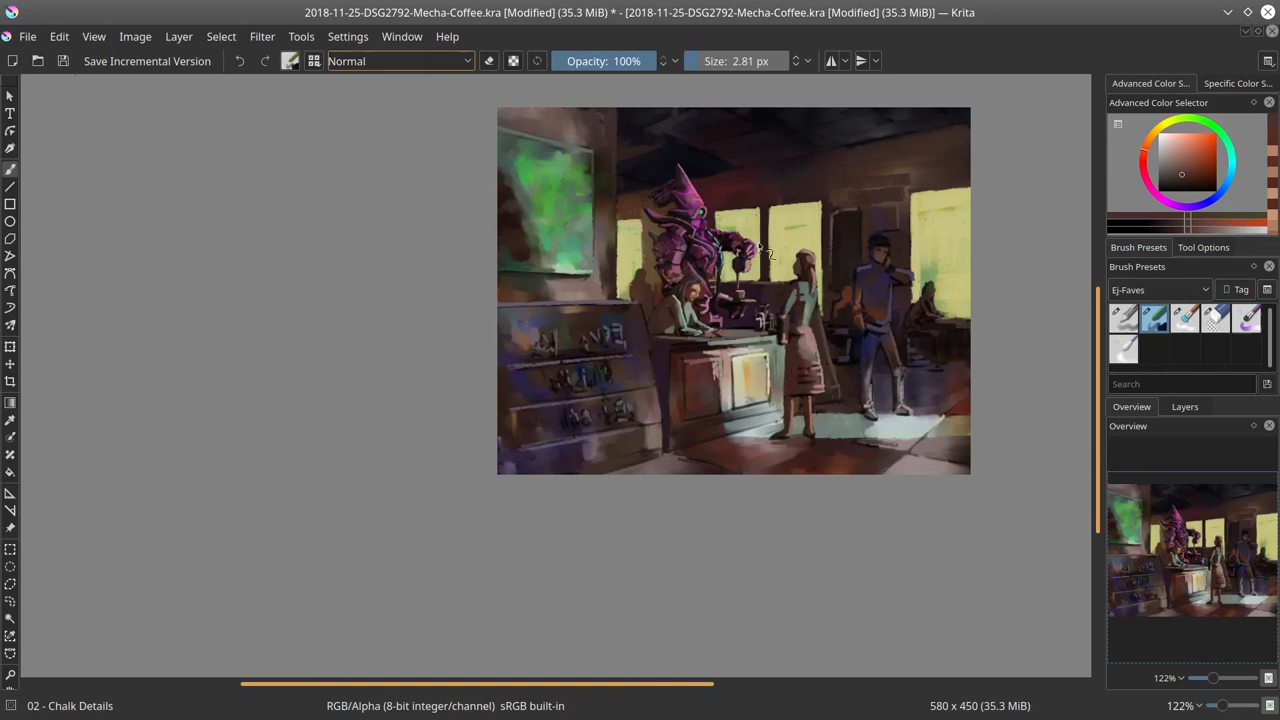 2018-11-25-DSG2792-Mecha-Coffee.kra [Modified] (35.3 MiB) * - [2018-11-25-DSG2792-Mecha-Coffee.kra [Modified] (35.3 MiB)] — Krita
File Edit View Image Layer Select Filter Tools Settings Window Help
Save Incremental Version Normal Opacity: 100% Size: 2.81 px
Advanced Color S... Specific Color S...
Advanced Color Selector
Brush Presets Tool Options
Brush Presets
Ej-Faves Tag
Search
Overview Layers
Overview
122%
02 - Chalk Details RGB/Alpha (8-bit integer/channel) sRGB built-in 580 x 450 (35.3 MiB) 122%